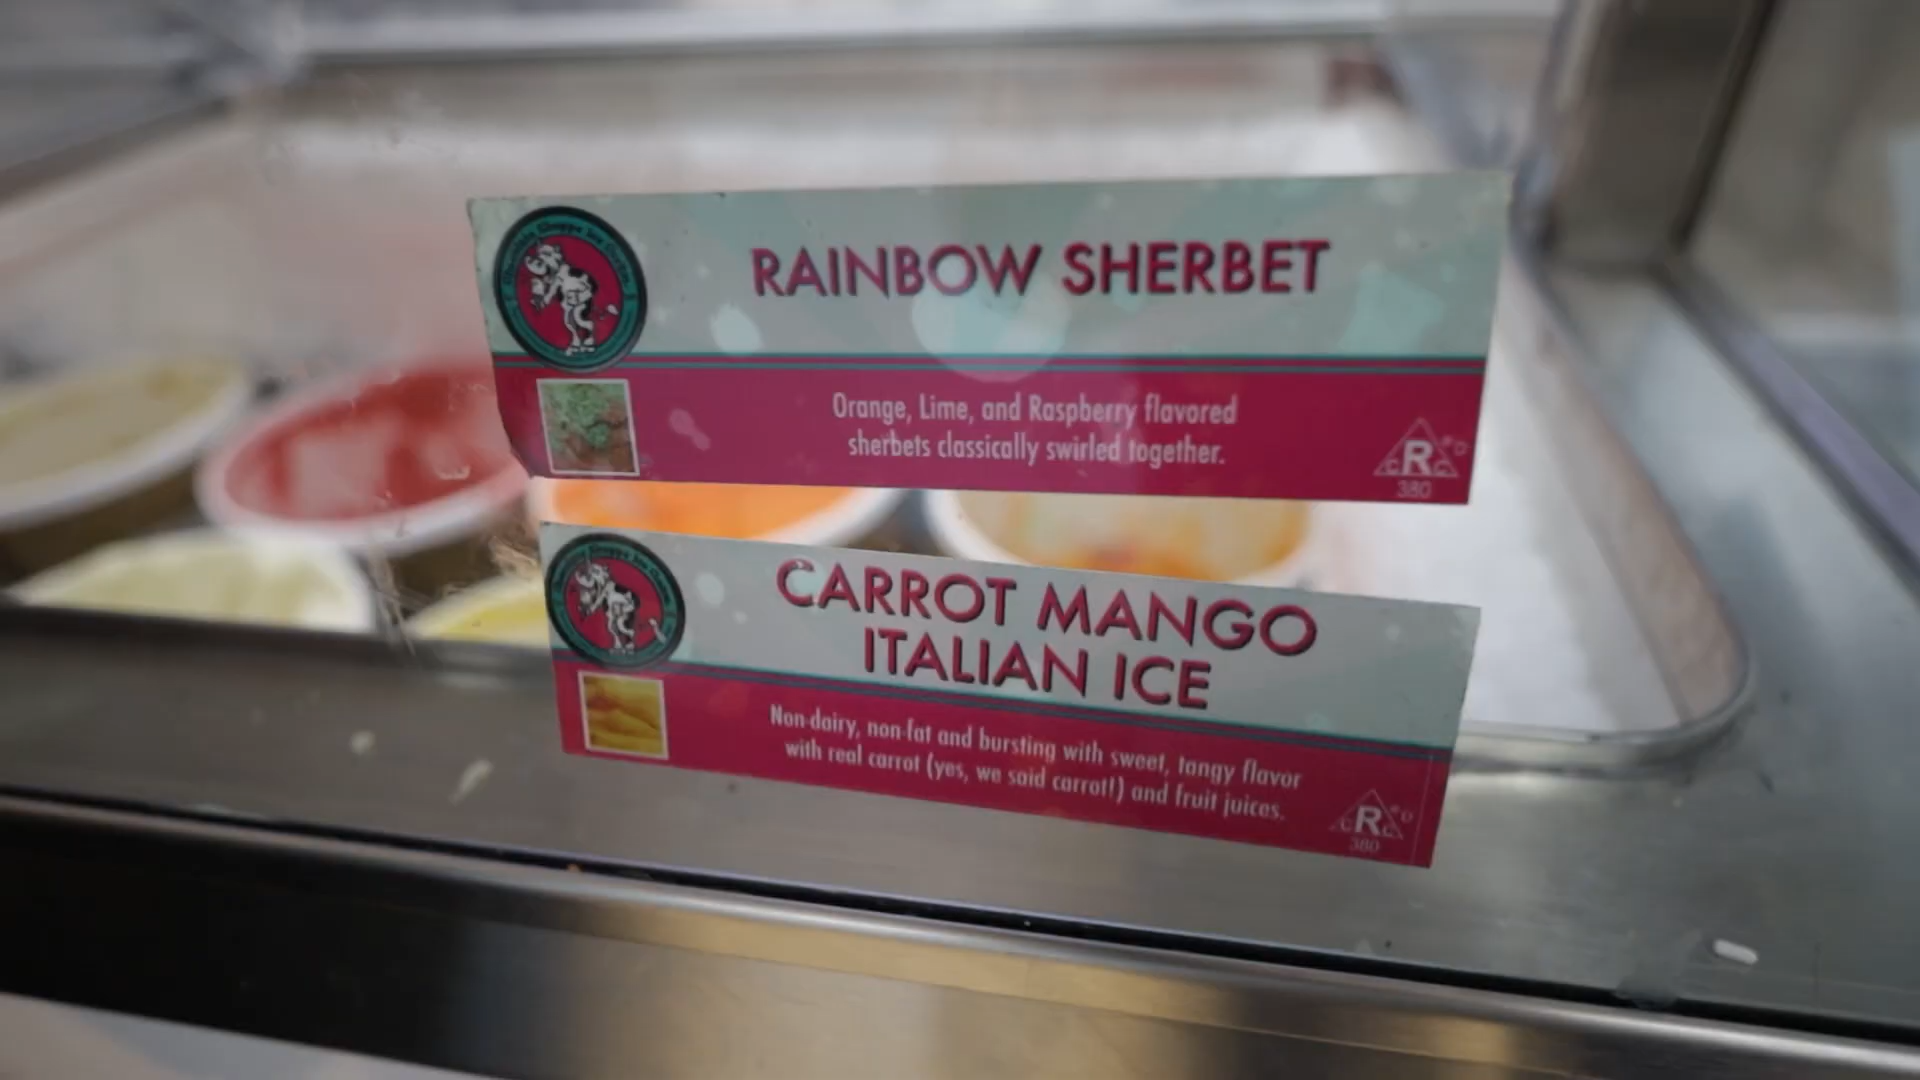 RAINBOW SHERBET
Orange, Lime, and Raspberry flavored
sherbets classically swirled together.
R
380
CARROT MANGO
ITALIAN ICE
Non-dairy, non-fat and bursting with sweet, tangy flavor
with real carrot (yes, we said carrot!) and fruit juices.
R
380